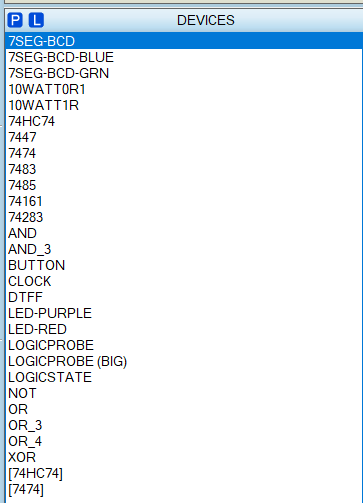 P L DEVICES
7SEG-BCD
7SEG-BCD-BLUE
7SEG-BCD-GRN
10WATT0R1
10WATT1R
74HC74
7447
7474
7483
7485
74161
74283
AND
AND_3
BUTTON
CLOCK
DTFF
LED-PURPLE
LED-RED
LOGICPROBE
LOGICPROBE (BIG)
LOGICSTATE
NOT
OR
OR_3
OR_4
XOR
[74HC74]
[7474]